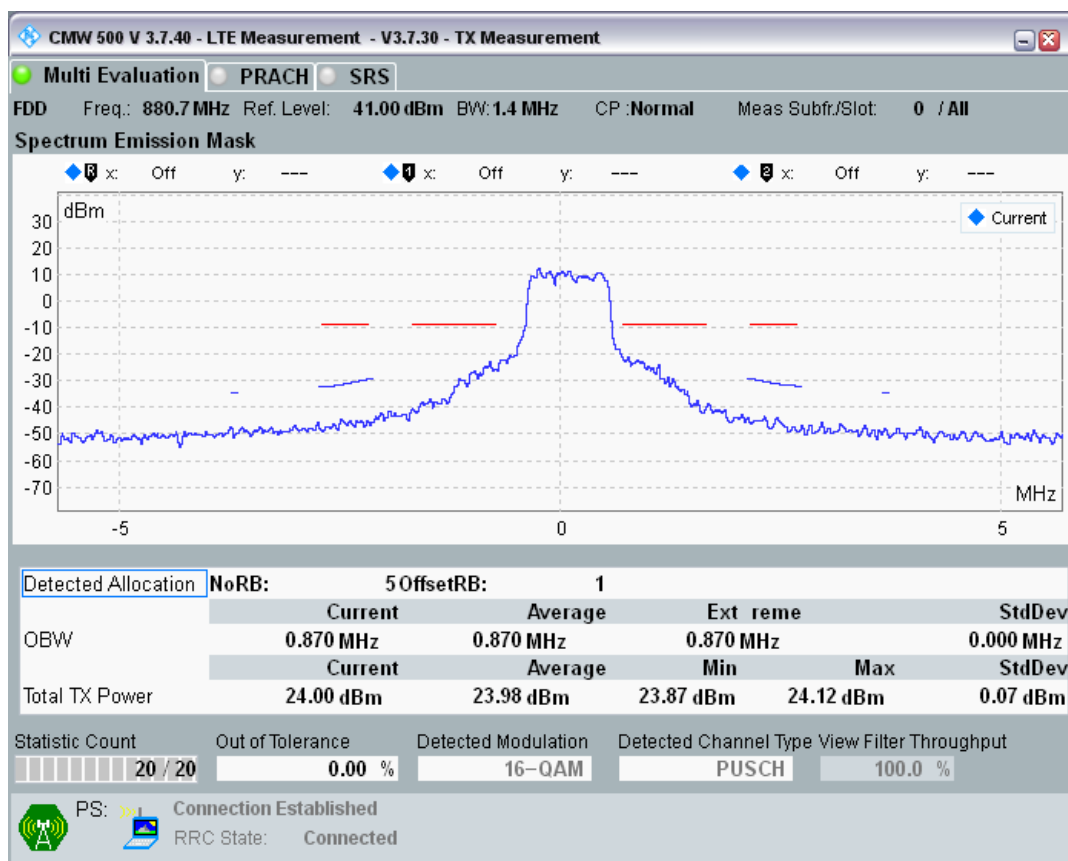 CMW 500 V 3.7.40 - LTE Measurement - V3.7.30 - TX Measurement
Multi Evaluation PRACH SRS
FDD Freq.: 880.7 MHz Ref. Level: 41.00 dBm BW: 1.4 MHz CP :Normal Meas Subfr./Slot: 0 / All
Spectrum Emission Mask
R x: Off y: --- 1 x: Off y: --- 2 x: Off y: ---
dBm
Current
30
20
10
0
-10
-20
-30
-40
-50
-60
-70
MHz
-5 0 5
Detected Allocation NoRB: 5 OffsetRB: 1
Current Average Ext reme StdDev
OBW 0.870 MHz 0.870 MHz 0.870 MHz 0.000 MHz
Current Average Min Max StdDev
Total TX Power 24.00 dBm 23.98 dBm 23.87 dBm 24.12 dBm 0.07 dBm
Statistic Count Out of Tolerance Detected Modulation Detected Channel Type View Filter Throughput
20 / 20 0.00 % 16-QAM PUSCH 100.0 %
PS: Connection Established
RRC State: Connected